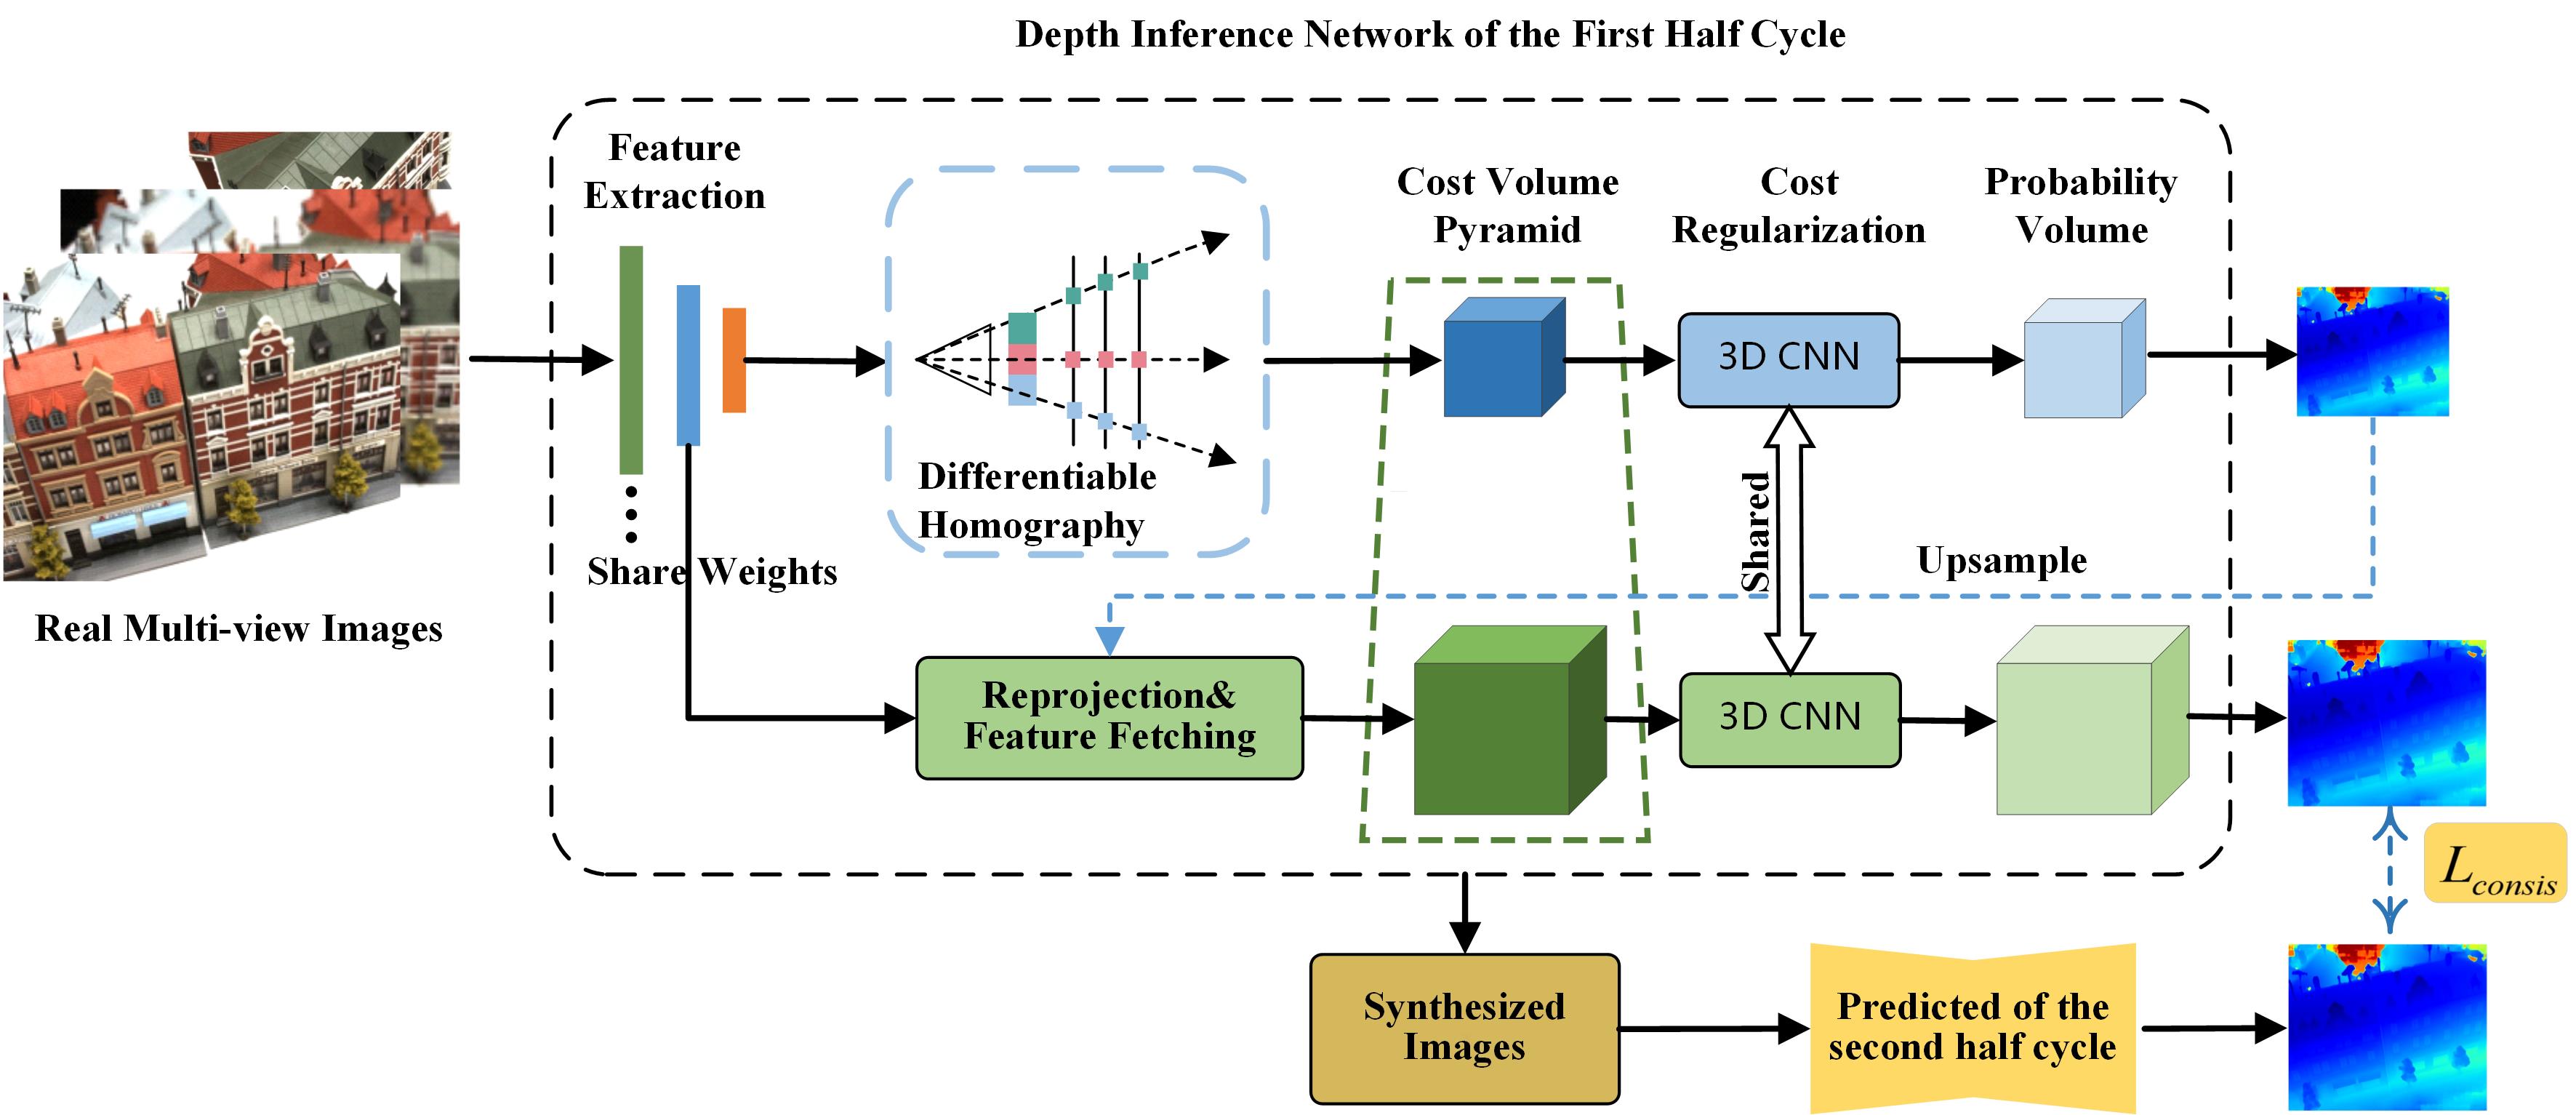 Depth Inference Network of the First Half Cycle
Feature
Extraction
Cost Volume
Pyramid
Cost
Regularization
Probability
Volume
3D CNN
Differentiable
Homography
Share Weights
Shared
Upsample
Real Multi-view Images
Reprojection&
Feature Fetching
3D CNN
L consis
Synthesized
Images
Predicted of the
second half cycle